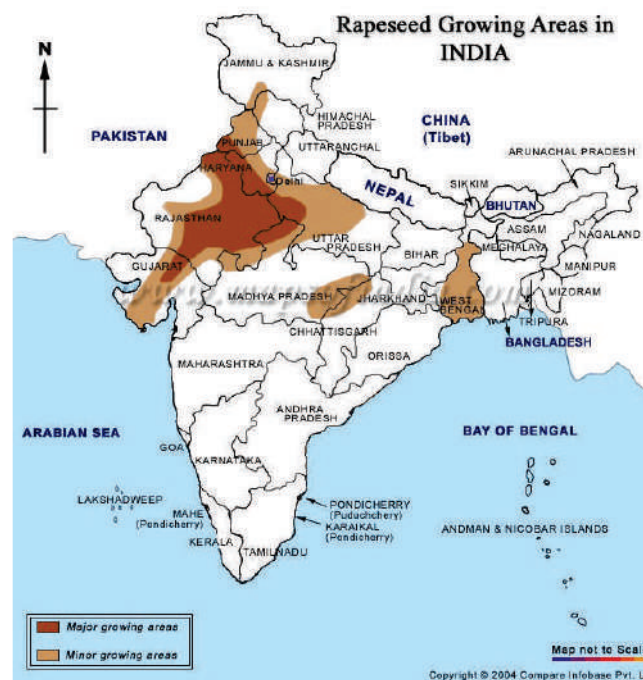 Rapeseed Growing Areas in
INDIA
N
JAMMU & KASHMIR
HIMACHAL
PRADESH
CHINA
(Tibet)
PAKISTAN
PUNJAB
UTTARANCHAL
ARUNACHAL PRADESH
HARYANA
Delhi
NEPAL
SIKKIM
BHUTAN
RAJASTHAN
UTTAR
PRADESH
ASSAM
NAGALAND
BIHAR
MEGHALAYA
MANIPUR
GUJARAT
MADHYA PRADESH
JHARKHAND
WEST
BENGAL
MIZORAM
TRIPURA
BANGLADESH
CHHATTISGARH
ORISSA
MAHARASHTRA
ANDHRA
PRADESH
ARABIAN SEA
BAY OF BENGAL
GOA
KARNATAKA
LAKSHADWEEP
MAHE
(Pondicherry)
PONDICHERRY
(Puduchchery)
KARAIKAL
(Pondicherry)
ANDMAN & NICOBAR ISLANDS
KERALA
TAMILNADU
Major growing areas
Minor growing areas
Map not to Scal
Copyright © 2004 Compare Infobase Pvt. L